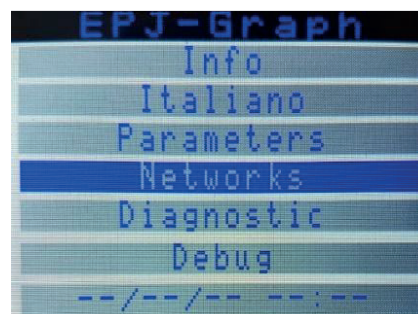 EPJ-Graph
Info
Italiano
Parameters
Networks
Diagnostic
Debug
--/--/-- --:--